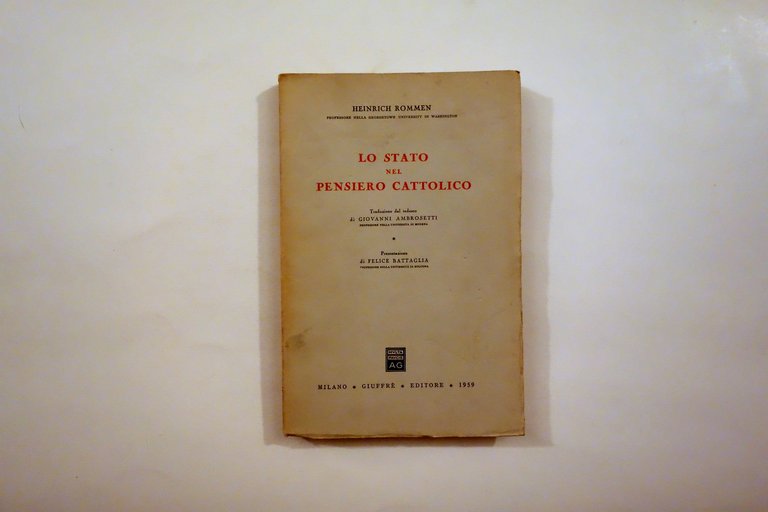 HEINRICH ROMMEN
PROFESSORE NELLA GEORGETOWN UNIVERSITY IN WASHINGTON
LO STATO
NEL
PENSIERO CATTOLICO
Traduzione dal tedesco
di GIOVANNI AMBROSETTI
PROFESSORE NELLA UNIVERSITÀ DI MODENA
*
Presentazione
di FELICE BATTAGLIA
PROFESSORE NELLA UNIVERSITÀ DI BOLOGNA
AG
MILANO * GIUFFRÈ * EDITORE * 1959